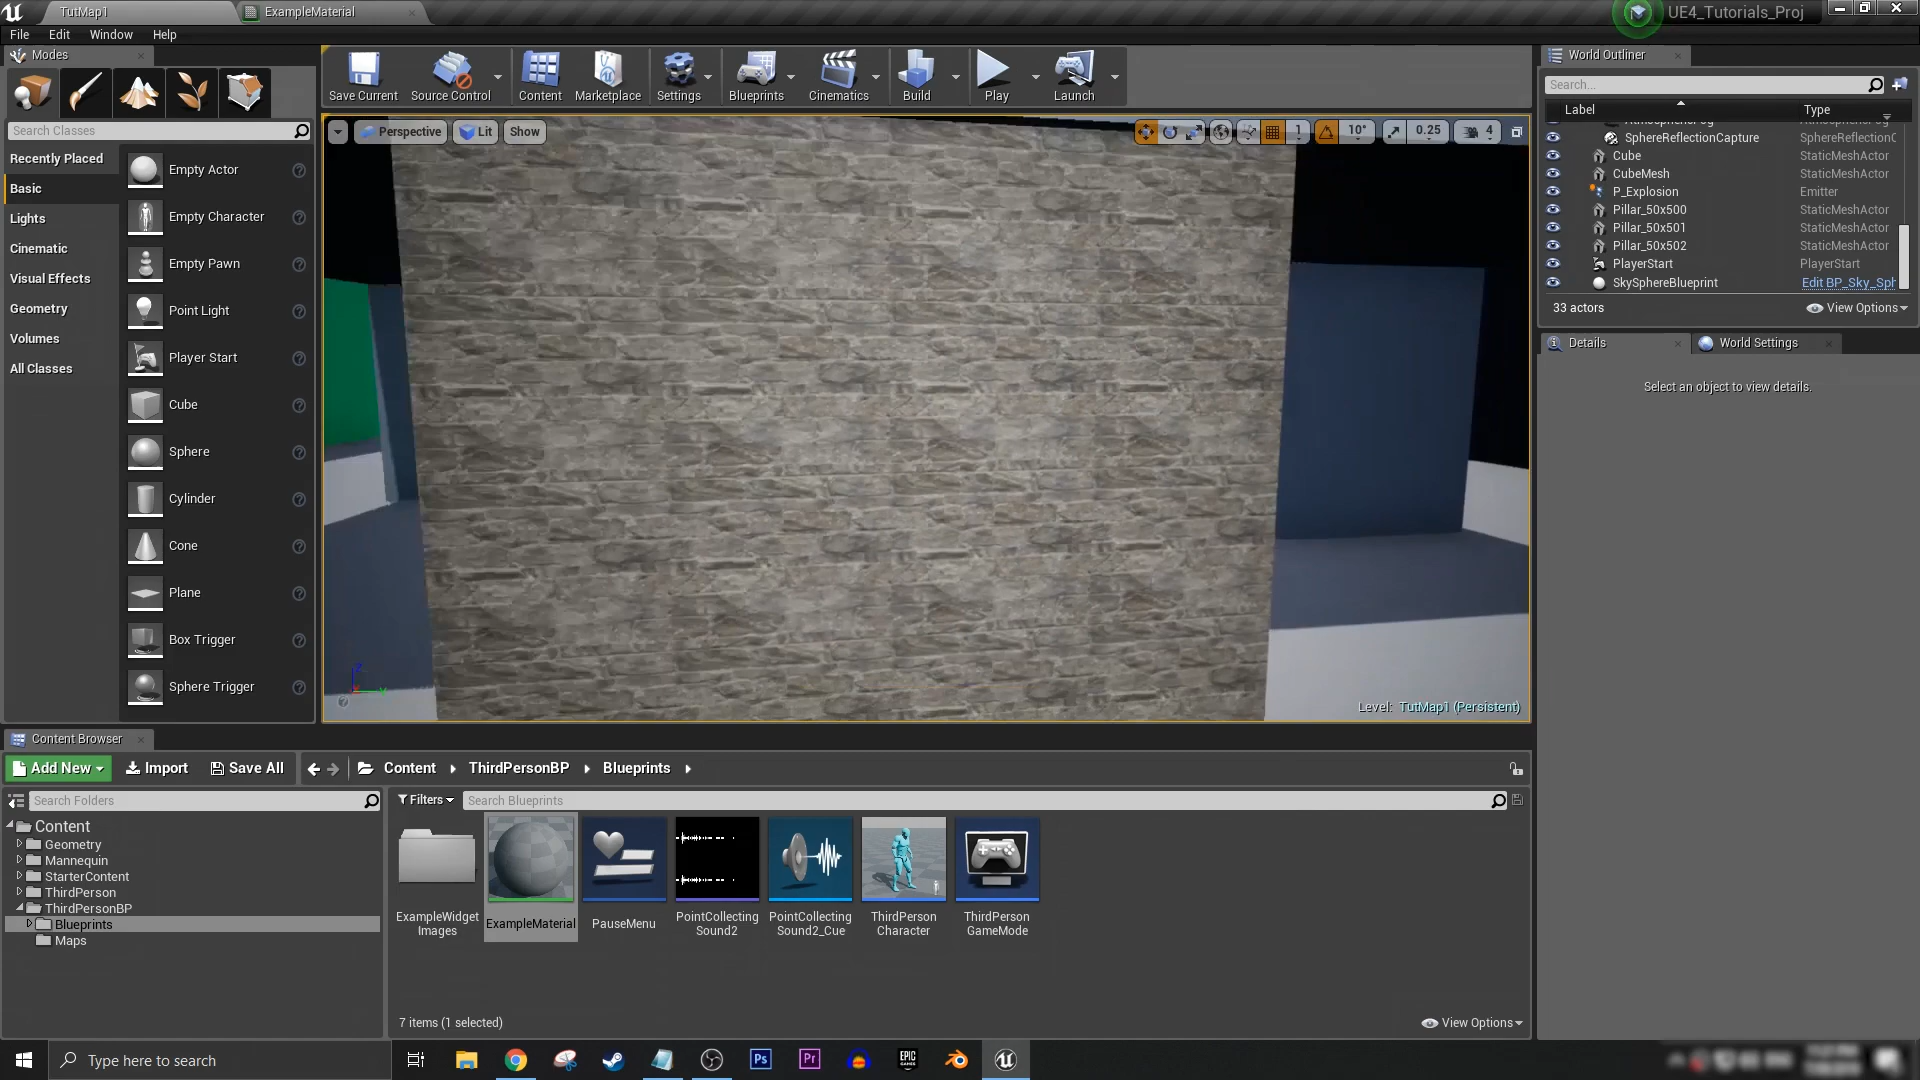 TutMap1
ExampleMaterial
UE4_Tutorials_Proj
File Edit Window Help
Modes
Search Classes
Recently Placed
Basic
Lights
Cinematic
Visual Effects
Geometry
Volumes
All Classes
Empty Actor
Empty Character
Empty Pawn
Point Light
Player Start
Cube
Sphere
Cylinder
Cone
Plane
Box Trigger
Sphere Trigger
Save Current
Source Control
Content
Marketplace
Settings
Blueprints
Cinematics
Build
Play
Launch
Perspective
Lit
Show
1
10°
0.25
4
Level: TutMap1 (Persistent)
World Outliner
Search...
Label Type
SphereReflectionCapture SphereReflectionC
Cube StaticMeshActor
CubeMesh StaticMeshActor
P_Explosion Emitter
Pillar_50x500 StaticMeshActor
Pillar_50x501 StaticMeshActor
Pillar_50x502 StaticMeshActor
PlayerStart PlayerStart
SkySphereBlueprint Edit BP_Sky_Sph
33 actors
View Options
Details
World Settings
Select an object to view details.
Content Browser
Add New
Import
Save All
Content
ThirdPersonBP
Blueprints
Search Folders
Content
Geometry
Mannequin
StarterContent
ThirdPerson
ThirdPersonBP
Blueprints
Maps
Filters
Search Blueprints
ExampleWidget
Images
ExampleMaterial
PauseMenu
PointCollecting
Sound2
PointCollecting
Sound2_Cue
ThirdPerson
Character
ThirdPerson
GameMode
7 items (1 selected)
View Options
Type here to search
Ps
Pr
EPIC
GAMES